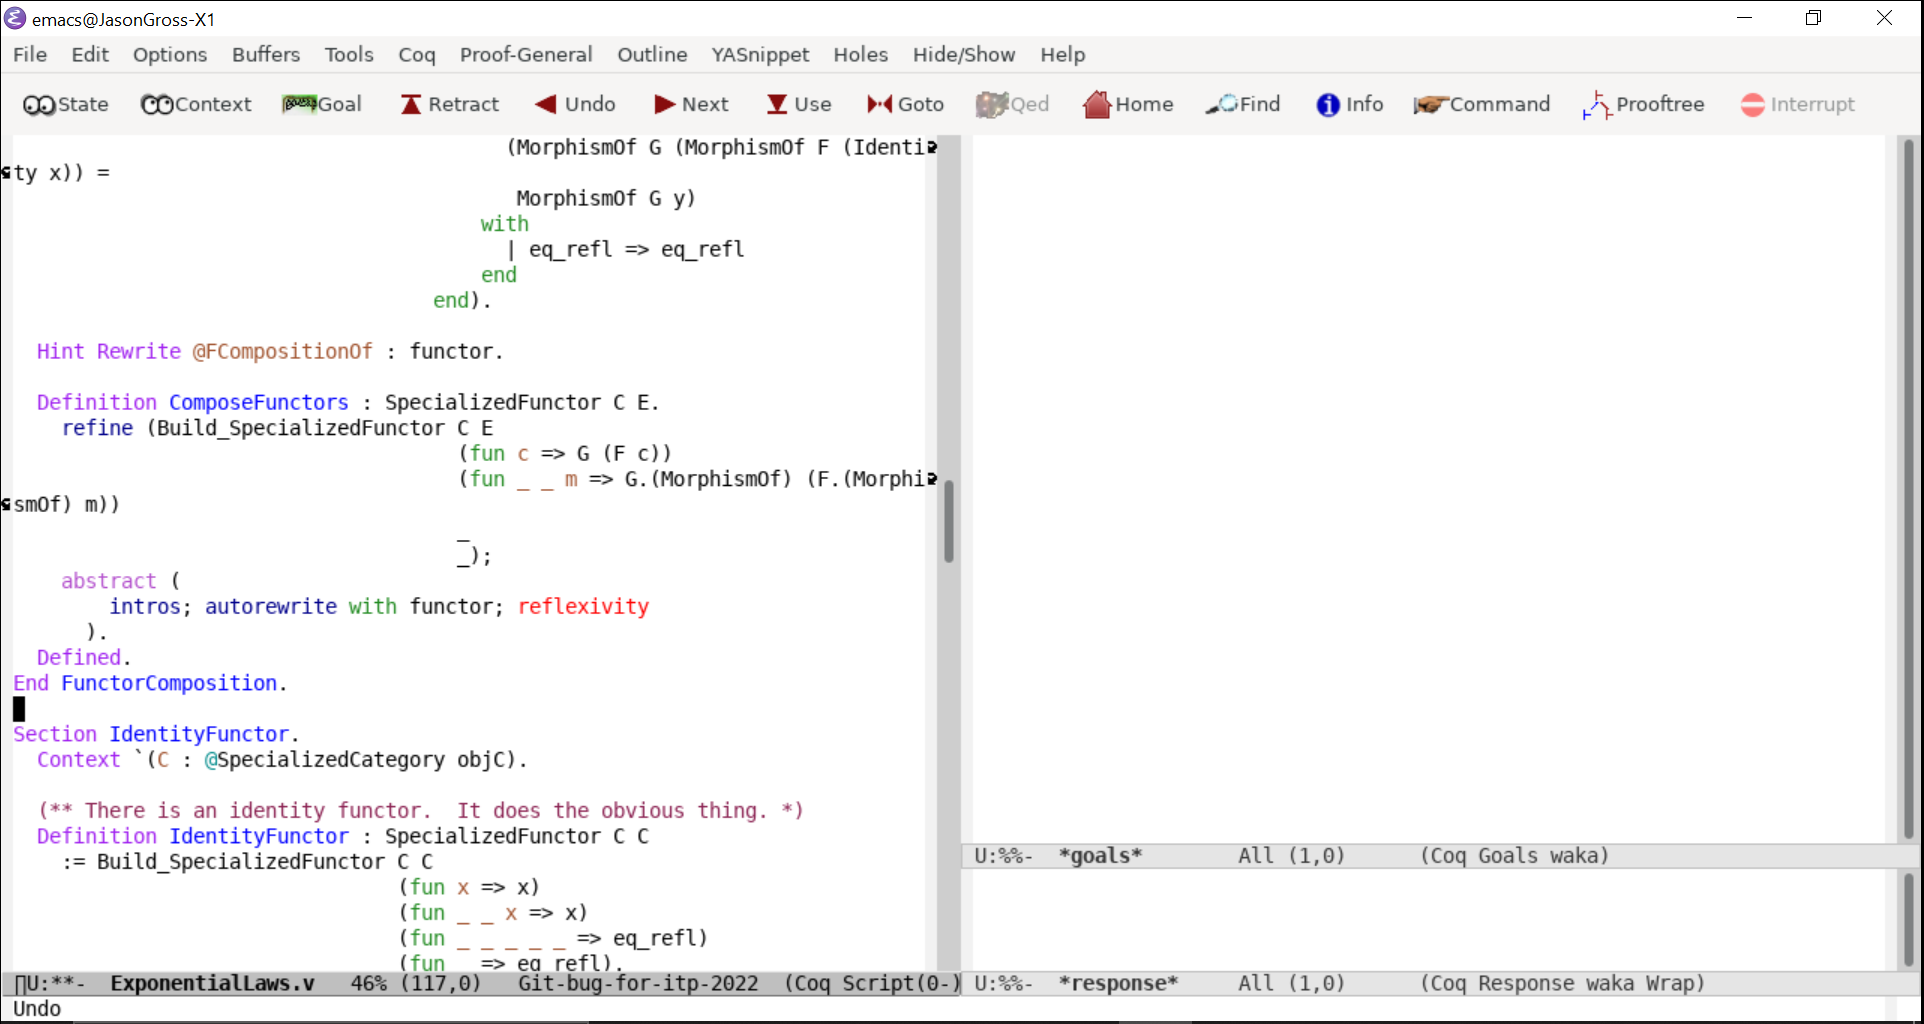 emacs@JasonGross-X1
File Edit Options Buffers Tools Coq Proof-General Outline YASnippet Holes Hide/Show Help
State Context Goal Retract Undo Next Use Goto Qed Home Find Info Command Prooftree Interrupt
(MorphismOf G (MorphismOf F (Identi
ty x)) =
MorphismOf G y)
with
| eq_refl => eq_refl
end
end).
Hint Rewrite @FCompositionOf : functor.
Definition ComposeFunctors : SpecializedFunctor C E.
refine (Build_SpecializedFunctor C E
(fun c => G (F c))
(fun _ _ m => G.(MorphismOf) (F.(Morphi
smOf) m))
_
_);
abstract (
intros; autorewrite with functor; reflexivity
).
Defined.
End FunctorComposition.
Section IdentityFunctor.
Context `(C : @SpecializedCategory objC).
(** There is an identity functor.  It does the obvious thing. *)
Definition IdentityFunctor : SpecializedFunctor C C
:= Build_SpecializedFunctor C C
(fun x => x)
(fun _ _ x => x)
(fun _ _ _ _ _ => eq_refl)
(fun _ => eq_refl).
U:**-  ExponentialLaws.v   46% (117,0)   Git-bug-for-itp-2022  (Coq Script(0-)
Undo
U:%%-  *goals*        All (1,0)      (Coq Goals waka)
U:%%-  *response*     All (1,0)      (Coq Response waka Wrap)